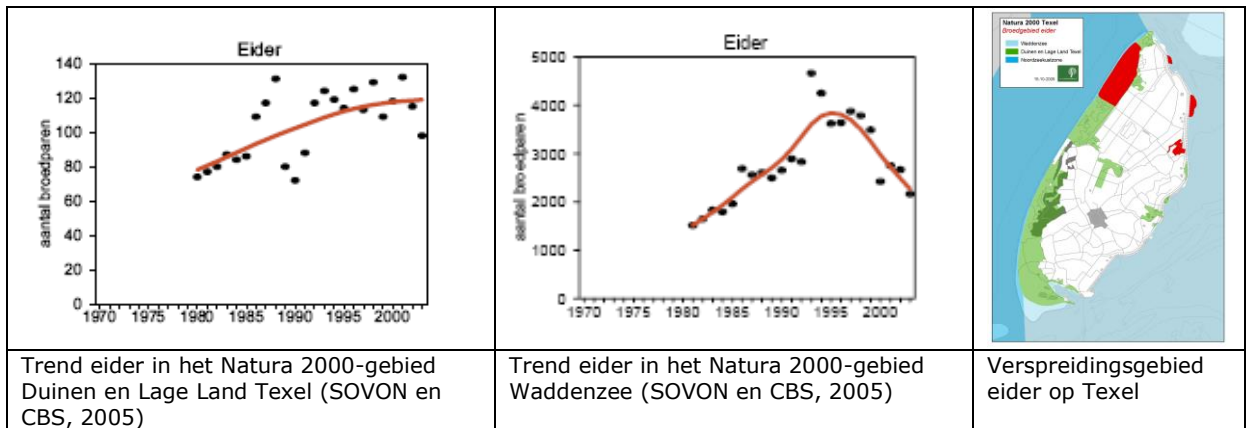 Eider
140
120
100
80
60
40
20
0
aantal broedparen
1970 1975 1980 1985 1990 1995 2000
Eider
5000
4000
3000
2000
1000
0
aantal broedparen
1970 1975 1980 1985 1990 1995 2000
Natura 2000 Texel
Broedgebied eider
Waddenzee
Duinen en Lage Land Texel
Noordzeekustzone
Trend eider in het Natura 2000-gebied
Duinen en Lage Land Texel (SOVON en
CBS, 2005)
Trend eider in het Natura 2000-gebied
Waddenzee (SOVON en CBS, 2005)
Verspreidingsgebied
eider op Texel